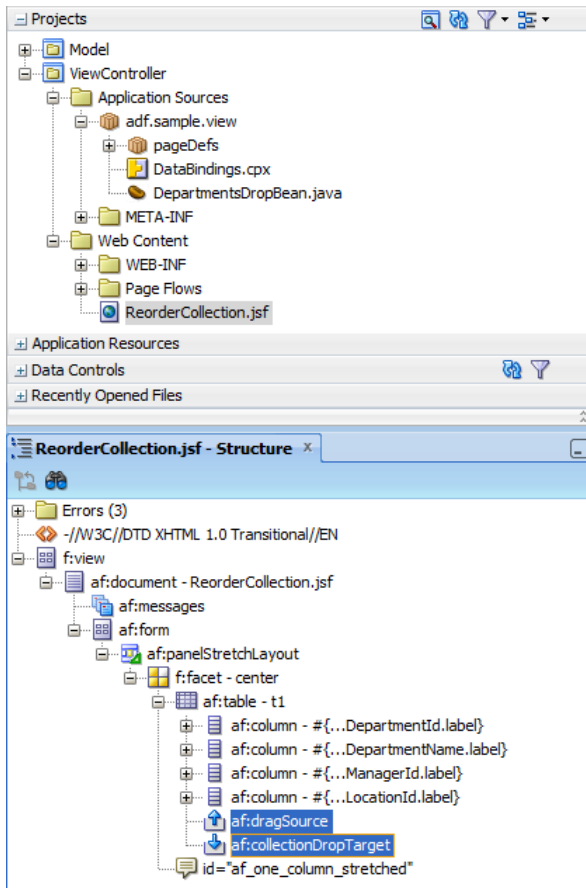 Projects
Model
ViewController
Application Sources
adf.sample.view
pageDefs
DataBindings.cpx
DepartmentsDropBean.java
META-INF
Web Content
WEB-INF
Page Flows
ReorderCollection.jsf
Application Resources
Data Controls
Recently Opened Files
ReorderCollection.jsf - Structure x
Errors (3)
-//W3C//DTD XHTML 1.0 Transitional//EN
f:view
af:document - ReorderCollection.jsf
af:messages
af:form
af:panelStretchLayout
f:facet - center
af:table - t1
af:column - #{...DepartmentId.label}
af:column - #{...DepartmentName.label}
af:column - #{...ManagerId.label}
af:column - #{...LocationId.label}
af:dragSource
af:collectionDropTarget
id="af_one_column_stretched"